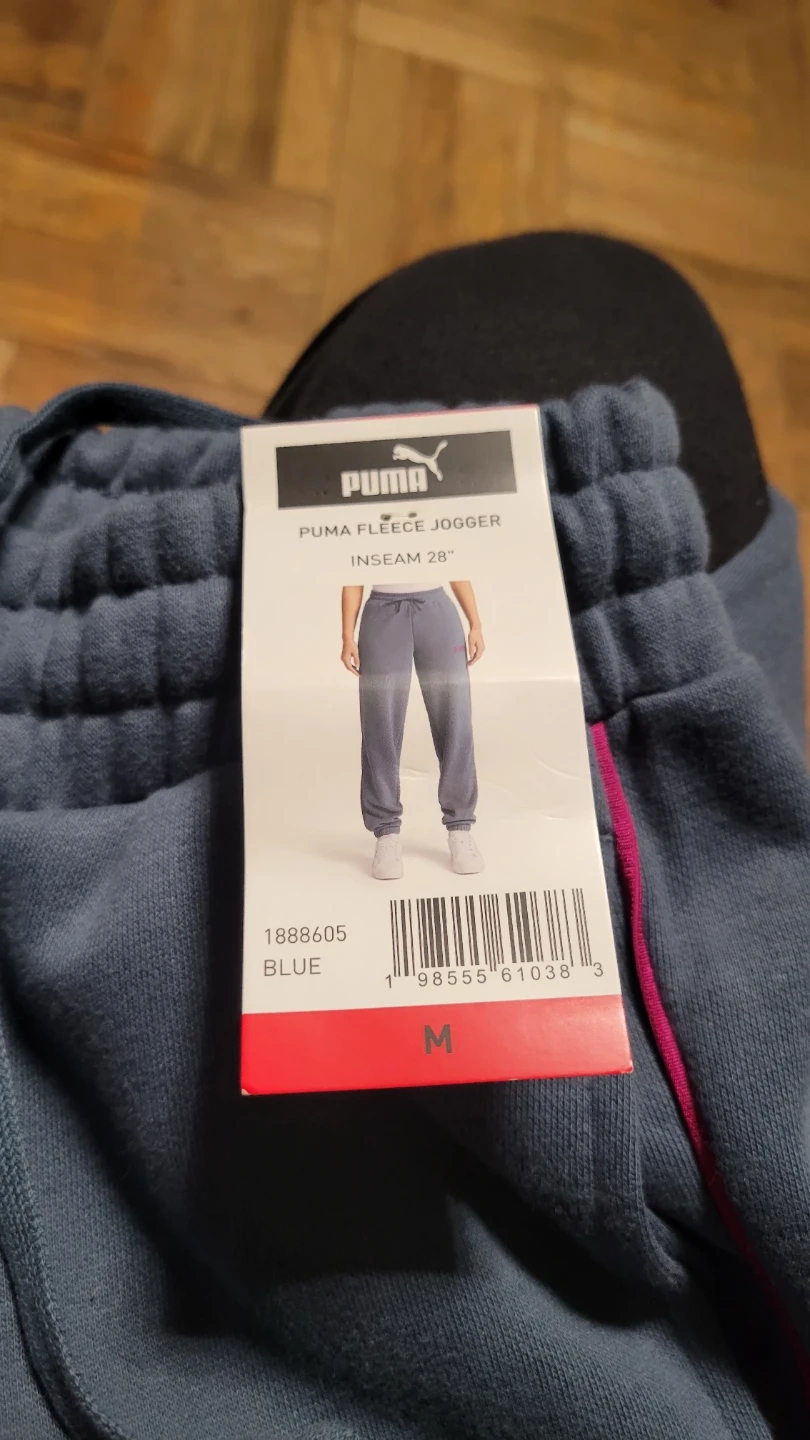 PUMA
PUMA FLEECE JOGGER
INSEAM 28"
1888605
BLUE
1 98555 61038 3
M